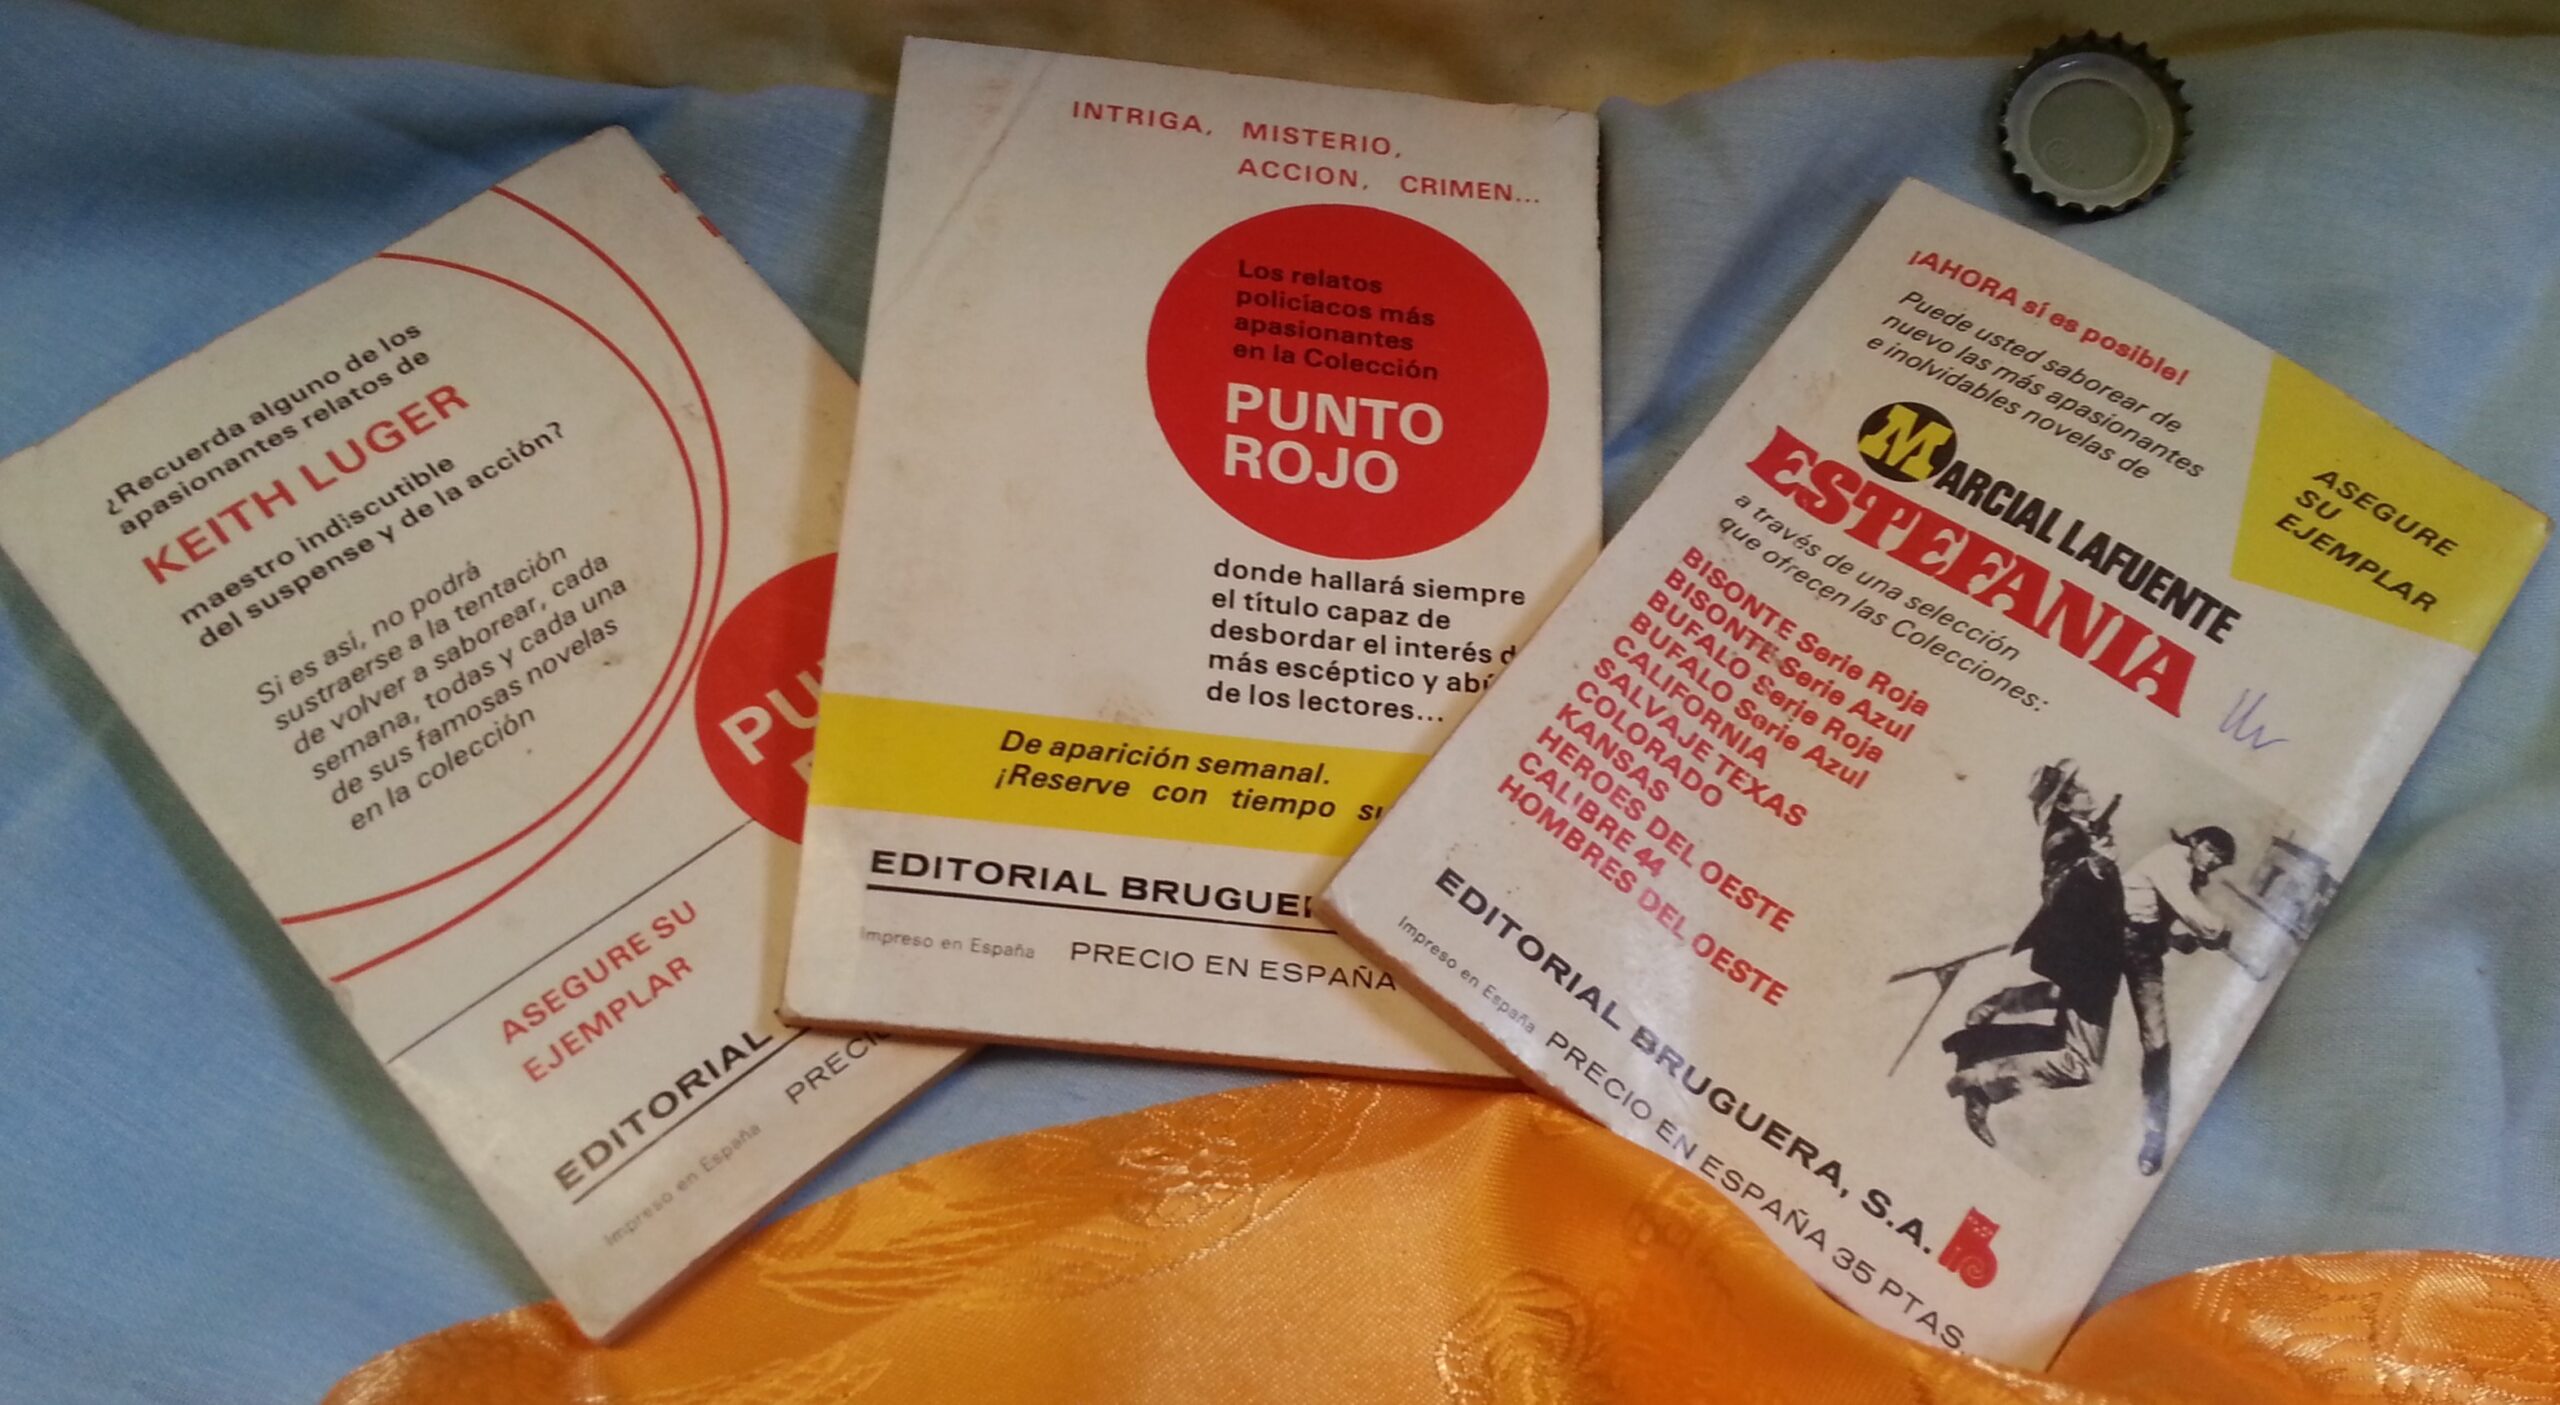 ¿Recuerda alguno de los
apasionantes relatos de
KEITH LUGER
maestro indiscutible
del suspense y de la acción?
Si es así, no podrá
sustraerse a la tentación
de volver a saborear, cada
semana, todas y cada una
de sus famosas novelas
en la colección
ASEGURE SU
EJEMPLAR
EDITORIAL
Impreso en España
INTRIGA, MISTERIO,
ACCION, CRIMEN...
Los relatos
policíacos más
apasionantes
en la Colección
PUNTO
ROJO
donde hallará siempre
el título capaz de
desbordar el interés
más escéptico y
de los lectores...
De aparición semanal.
¡Reserve con tiempo
EDITORIAL
Impreso en España PRECIO EN ESPAÑA
¡AHORA sí es posible!
Puede usted saborear de
nuevo las más apasionantes
e inolvidables novelas de
MARCIAL LAFUENTE
ESTEFANIA
a través de una selección
que ofrecen las Colecciones:
BISONTE Serie Roja
BISONTE Serie Azul
BUFALO Serie Roja
BUFALO Serie Azul
CALIFORNIA
SALVAJE TEXAS
COLORADO
KANSAS
HEROES DEL OESTE
CALIBRE 44
HOMBRES DEL OESTE
ASEGURE
SU
EJEMPLAR
EDITORIAL BRUGUERA, S.A.
Impreso en España PRECIO EN ESPAÑA 35 PTAS.